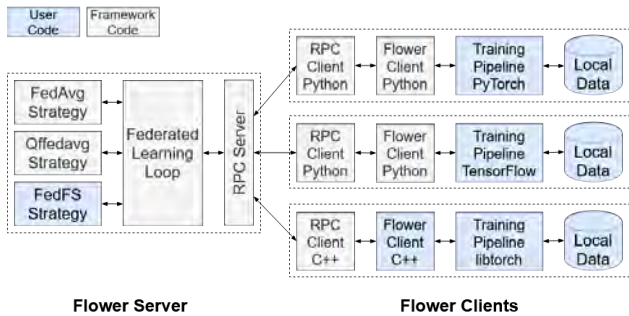 User
Code
Framework
Code
FedAvg
Strategy
Qffedavg
Strategy
FedFS
Strategy
Federated
Learning
Loop
RPC Server
RPC
Client
Python
Flower
Client
Python
Training
Pipeline
PyTorch
Local
Data
RPC
Client
Python
Flower
Client
Python
Training
Pipeline
TensorFlow
Local
Data
RPC
Client
C++
Flower
Client
C++
Training
Pipeline
libtorch
Local
Data
Flower Server
Flower Clients